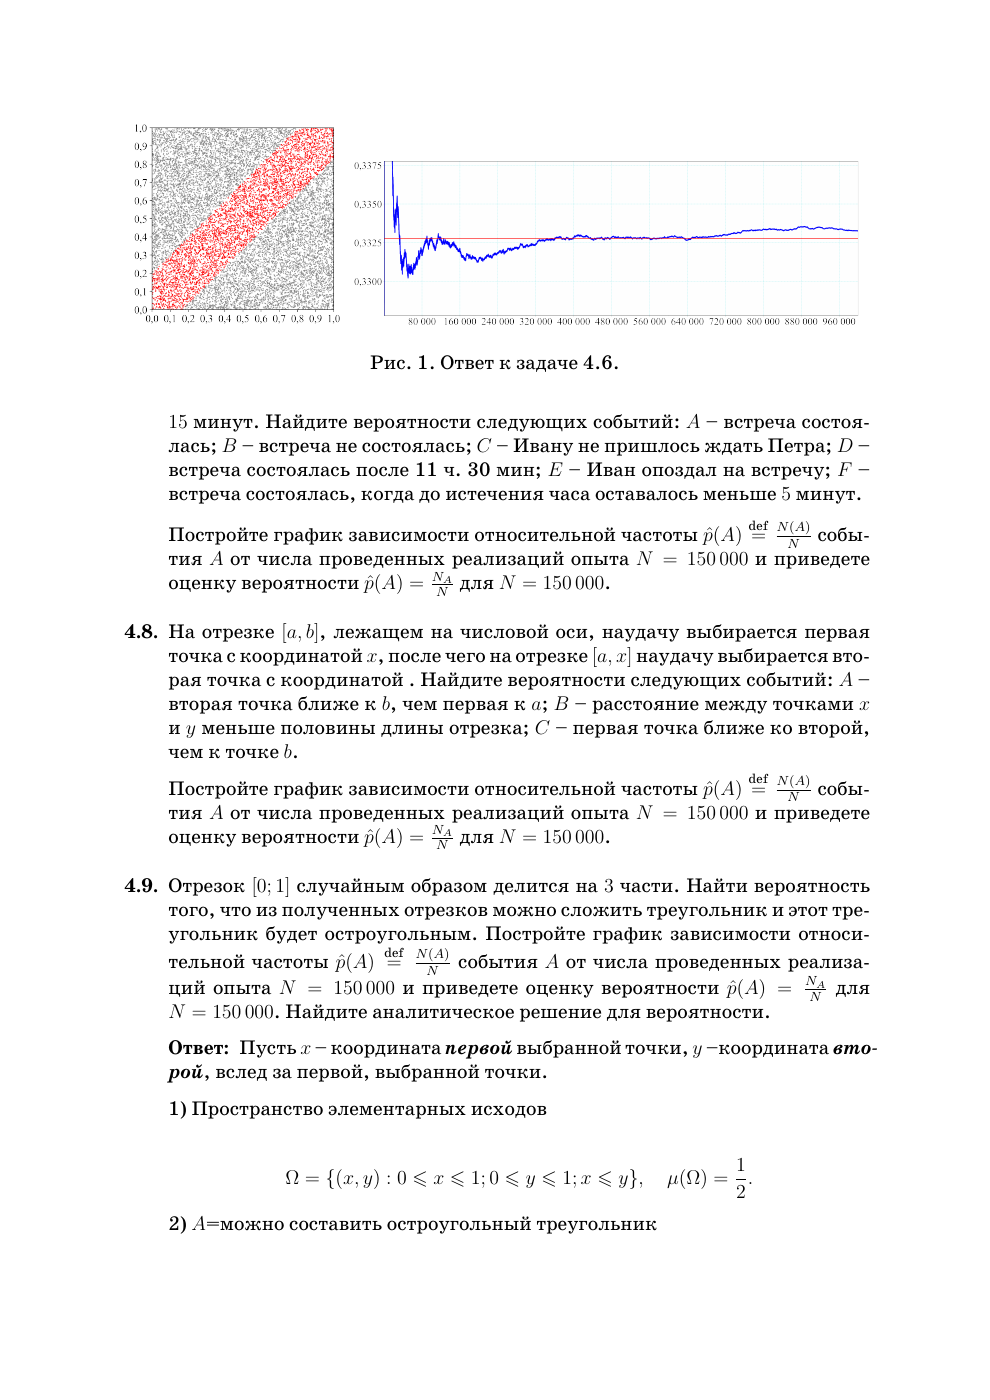 1,0
0,9
0,8
0,7
0,6
0,5
0,4
0,3
0,2
0,1
0,0
0,0 0,1 0,2 0,3 0,4 0,5 0,6 0,7 0,8 0,9 1,0
0,3375
0,3350
0,3325
0,3300
80 000 160 000 240 000 320 000 400 000 480 000 560 000 640 000 720 000 800 000 880 000 960 000
Рис. 1. Ответ к задаче 4.6.
15 минут. Найдите вероятности следующих событий: A − встреча состоя-
лась; B − встреча не состоялась; C − Ивану не пришлось ждать Петра; D −
встреча состоялась после 11 ч. 30 мин; E − Иван опоздал на встречу; F −
встреча состоялась, когда до истечения часа оставалось меньше 5 минут.
Постройте график зависимости относительной частоты p̂(A) def= N(A)/N собы-
тия A от числа проведенных реализаций опыта N = 150 000 и приведете
оценку вероятности p̂(A) = N_A/N для N = 150 000.
4.8. На отрезке [a, b], лежащем на числовой оси, наудачу выбирается первая
точка с координатой x, после чего на отрезке [a, x] наудачу выбирается вто-
рая точка с координатой . Найдите вероятности следующих событий: A −
вторая точка ближе к b, чем первая к a; B − расстояние между точками x
и y меньше половины длины отрезка; C − первая точка ближе ко второй,
чем к точке b.
Постройте график зависимости относительной частоты p̂(A) def= N(A)/N собы-
тия A от числа проведенных реализаций опыта N = 150 000 и приведете
оценку вероятности p̂(A) = N_A/N для N = 150 000.
4.9. Отрезок [0; 1] случайным образом делится на 3 части. Найти вероятность
того, что из полученных отрезков можно сложить треугольник и этот тре-
угольник будет остроугольным. Постройте график зависимости относи-
тельной частоты p̂(A) def= N(A)/N события A от числа проведенных реализа-
ций опыта N = 150 000 и приведете оценку вероятности p̂(A) = N_A/N для
N = 150 000. Найдите аналитическое решение для вероятности.
Ответ: Пусть x − координата первой выбранной точки, y −координата вто-
рой, вслед за первой, выбранной точки.
1) Пространство элементарных исходов
Ω = {(x, y) : 0 ⩽ x ⩽ 1; 0 ⩽ y ⩽ 1; x ⩽ y}, μ(Ω) = 1/2.
2) A=можно составить остроугольный треугольник